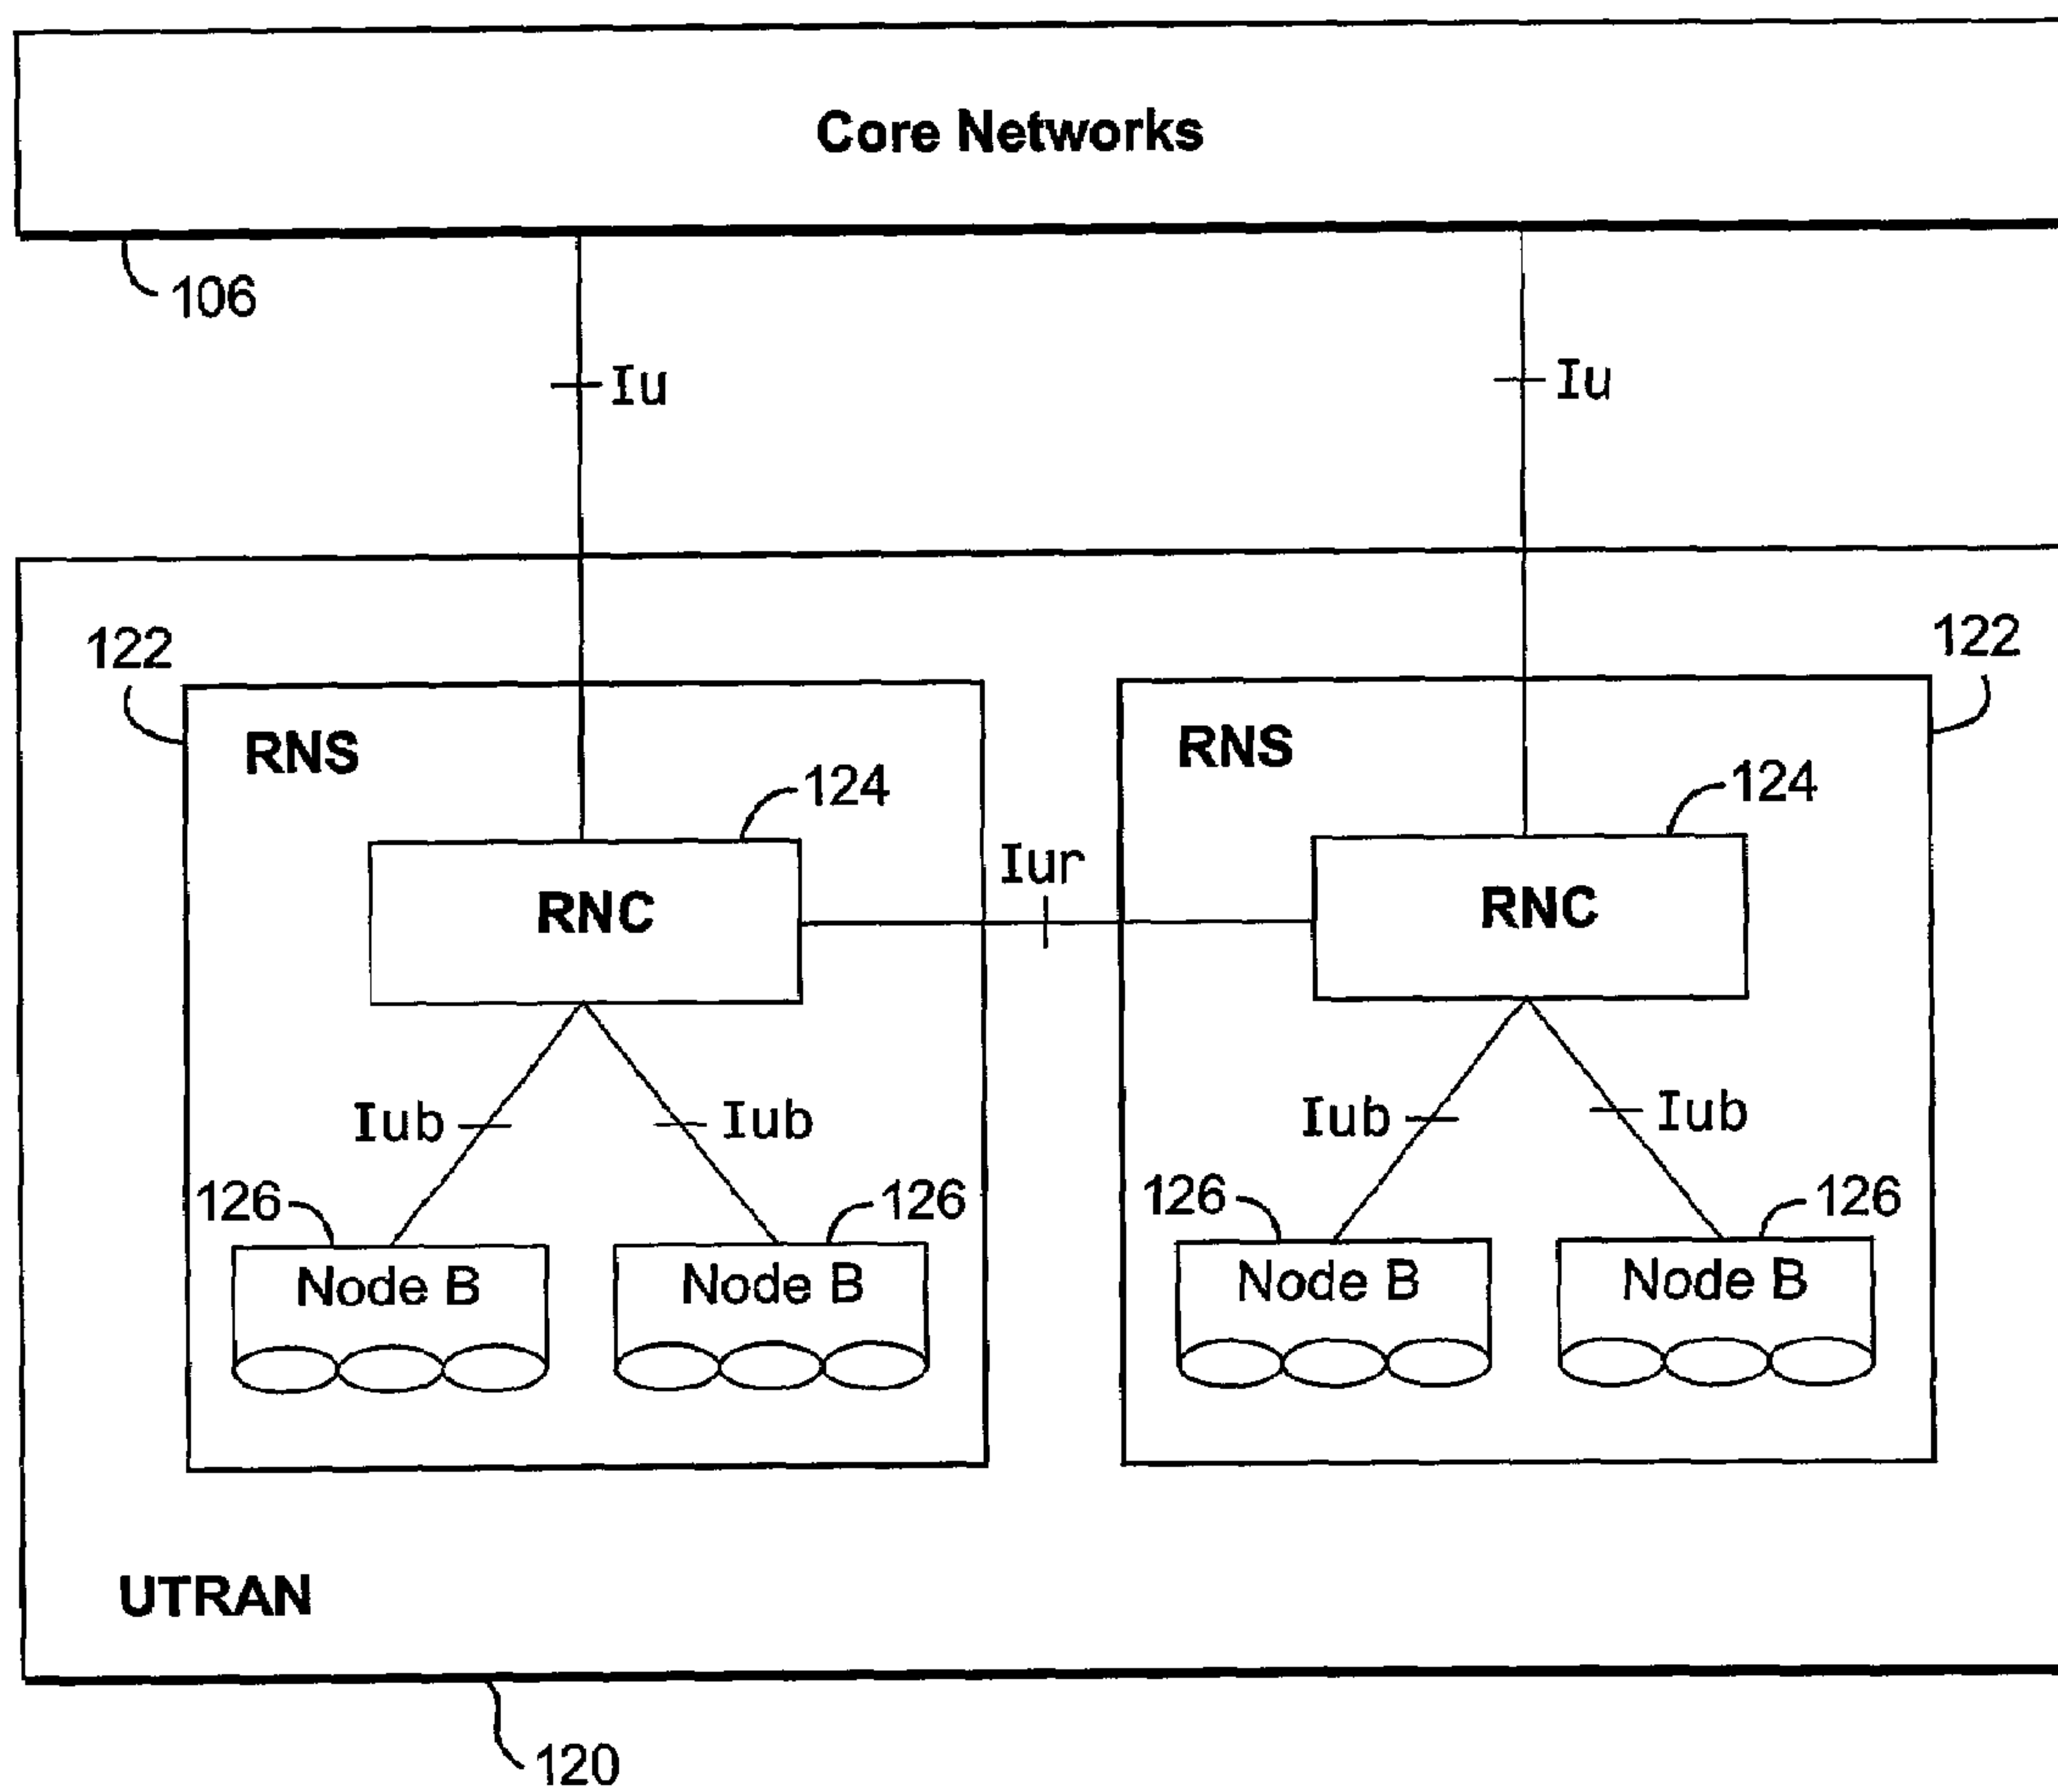 Core Networks
106
Iu
Iu
122
122
RNS
RNS
124
124
Iur
RNC
RNC
Iub
Iub
Iub
Iub
126
126
126
126
Node B
Node B
Node B
Node B
UTRAN
120